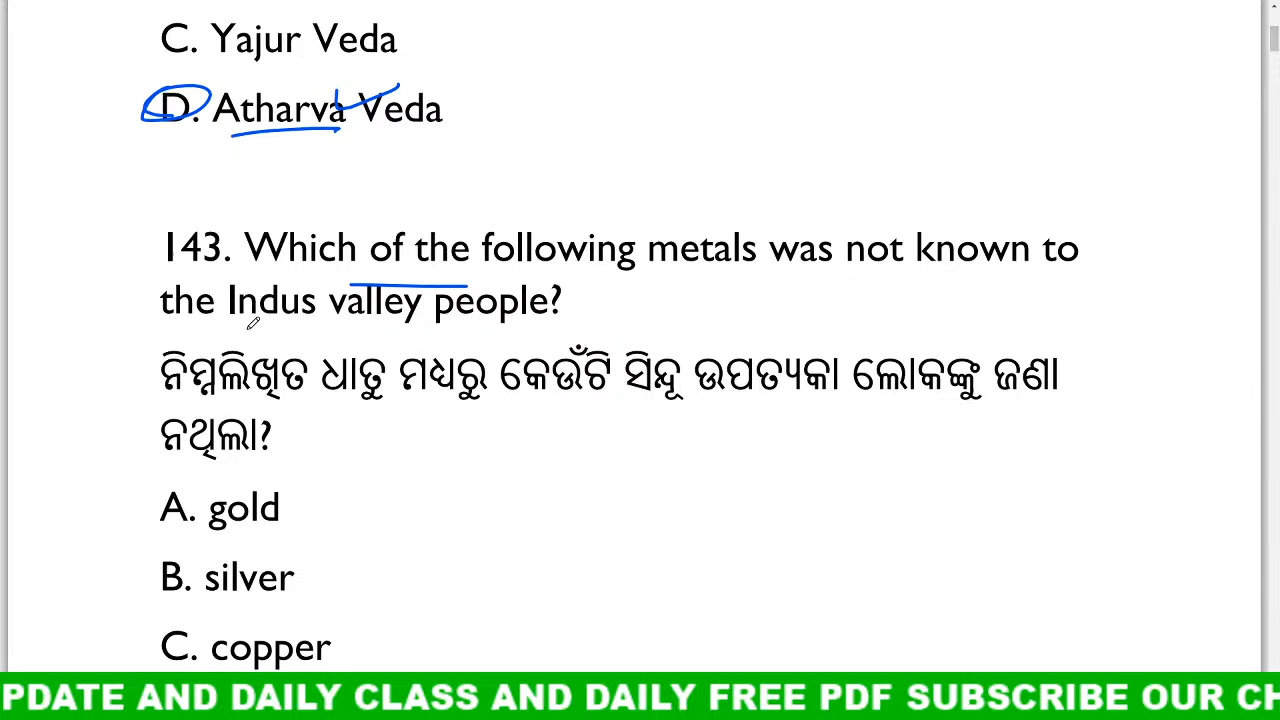 C. Yajur Veda
D. Atharva Veda
143. Which of the following metals was not known to
the Indus valley people?
ନିମ୍ନଲିଖିତ ଧାତୁ ମଧ୍ୟରୁ କେଉଁଟି ସିନ୍ଦୂ ଉପତ୍ୟକା ଲୋକଙ୍କୁ ଜଣା
ନଥିଲା?
A. gold
B. silver
C. copper
PDATE AND DAILY CLASS AND DAILY FREE PDF SUBSCRIBE OUR CH